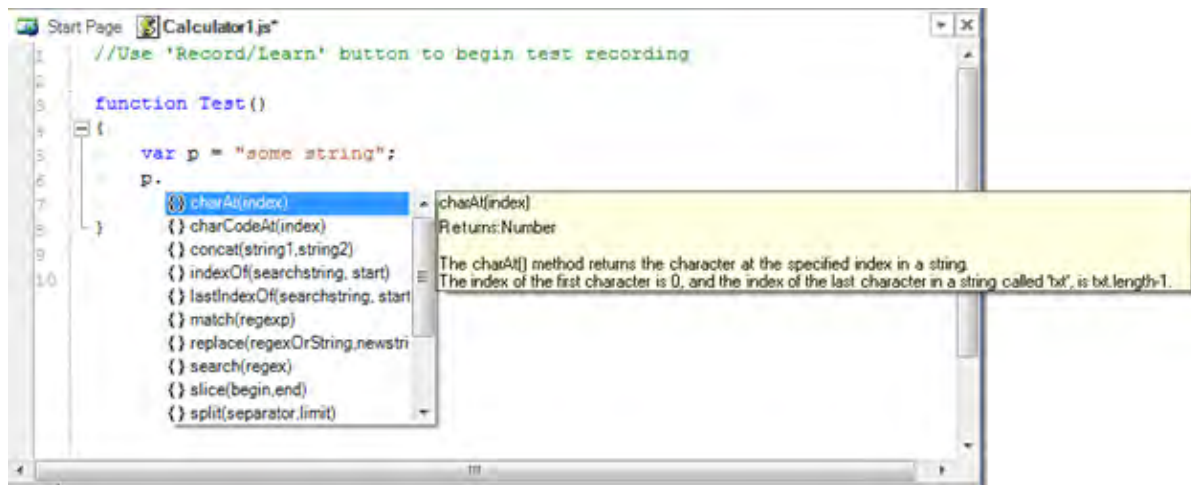 Start Page Calculator1.js*
1 //Use 'Record/Learn' button to begin test recording
2
3 function Test()
4 {
5 var p = "some string";
6 p.
7 {} charAt(index)
8 } {} charCodeAt(index)
9 {} concat(string1,string2)
10 {} indexOf(searchstring, start)
{} lastIndexOf(searchstring, start
{} match(regexp)
{} replace(regexOrString,newstri
{} search(regex)
{} slice(begin,end)
{} split(separator,limit)
charAt(index)
Returns:Number
The charAt() method returns the character at the specified index in a string.
The index of the first character is 0, and the index of the last character in a string called 'txt', is txt.length-1.